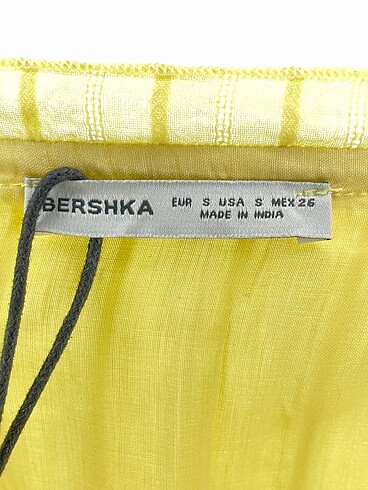 BERSHKA EUR S USA S MEX 26
MADE IN INDIA